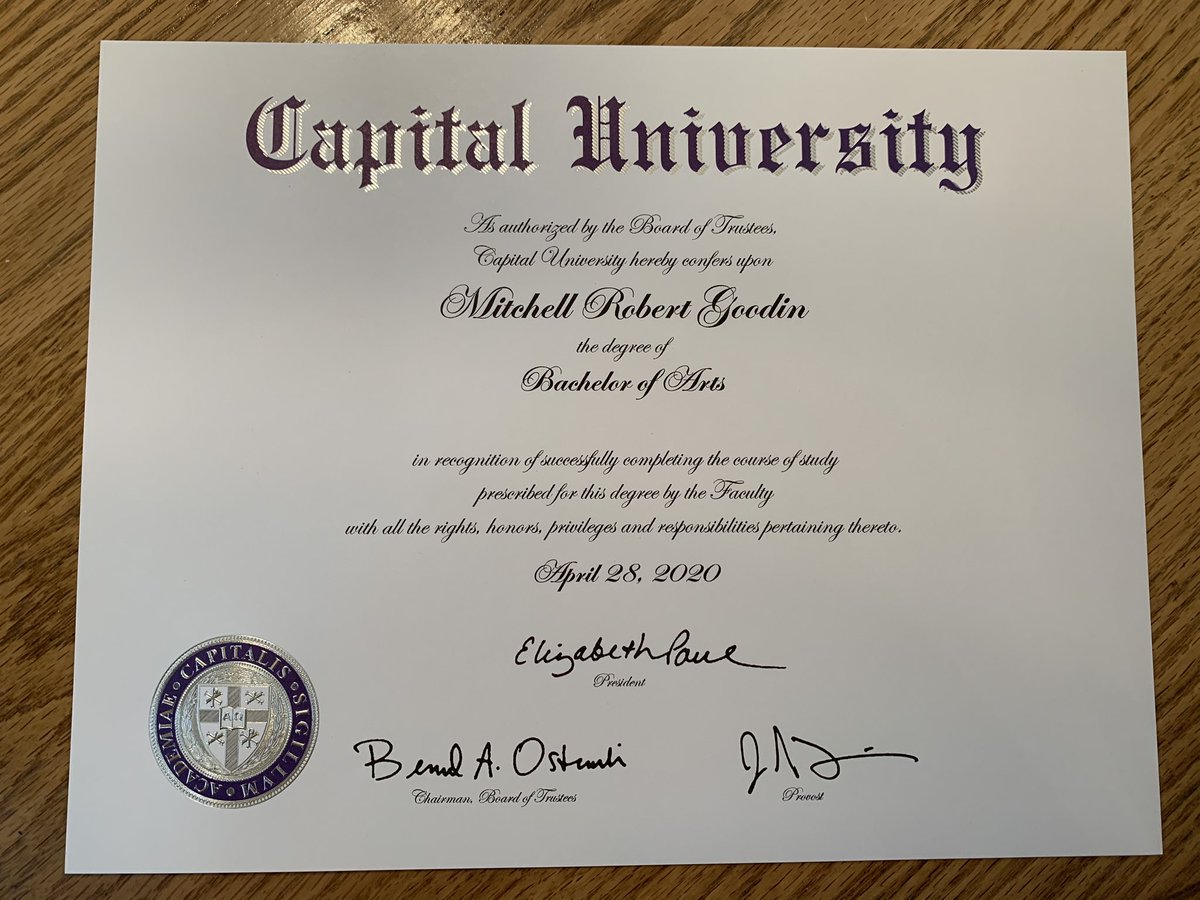 Capital University
As authorized by the Board of Trustees,
Capital University hereby confers upon
Mitchell Robert Goodin
the degree of
Bachelor of Arts
in recognition of successfully completing the course of study
prescribed for this degree by the Faculty
with all the rights, honors, privileges and responsibilities pertaining thereto.
April 28, 2020
Elizabeth Paul
President
ACADEMIAE • CAPITALIS • SIGILLVM
A Ω
A.
Chairman, Board of Trustees
Provost